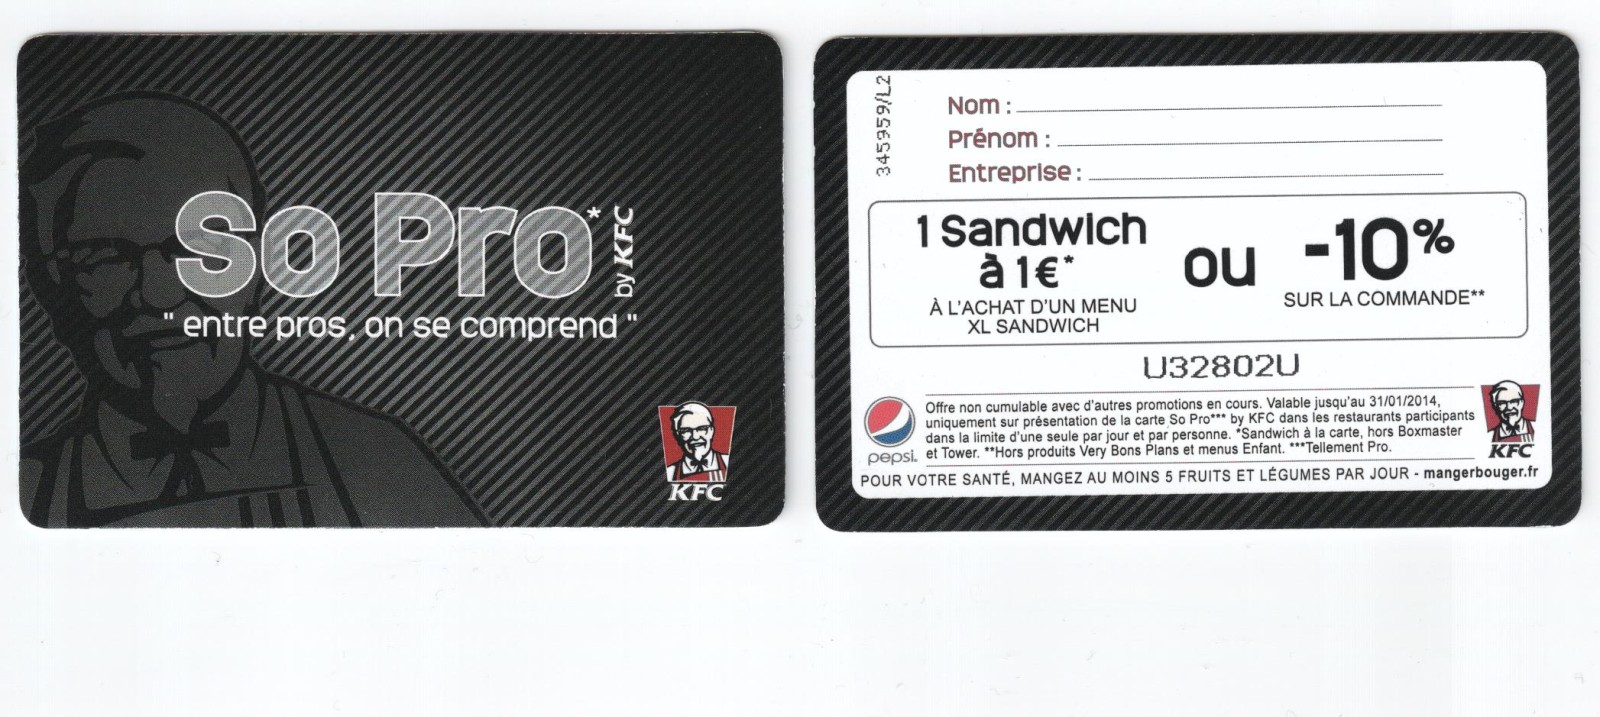 So Pro*
by KFC
" entre pros, on se comprend "
KFC
345959/L2
Nom :
Prénom :
Entreprise :
1 Sandwich
à 1€*
À L'ACHAT D'UN MENU
XL SANDWICH
ou
-10%
SUR LA COMMANDE**
U32802U
pepsi.
Offre non cumulable avec d'autres promotions en cours. Valable jusqu'au 31/01/2014,
uniquement sur présentation de la carte So Pro*** by KFC dans les restaurants participants
dans la limite d'une seule par jour et par personne. *Sandwich à la carte, hors Boxmaster
et Tower. **Hors produits Very Bons Plans et menus Enfant. ***Tellement Pro.
KFC
POUR VOTRE SANTÉ, MANGEZ AU MOINS 5 FRUITS ET LÉGUMES PAR JOUR - mangerbouger.fr